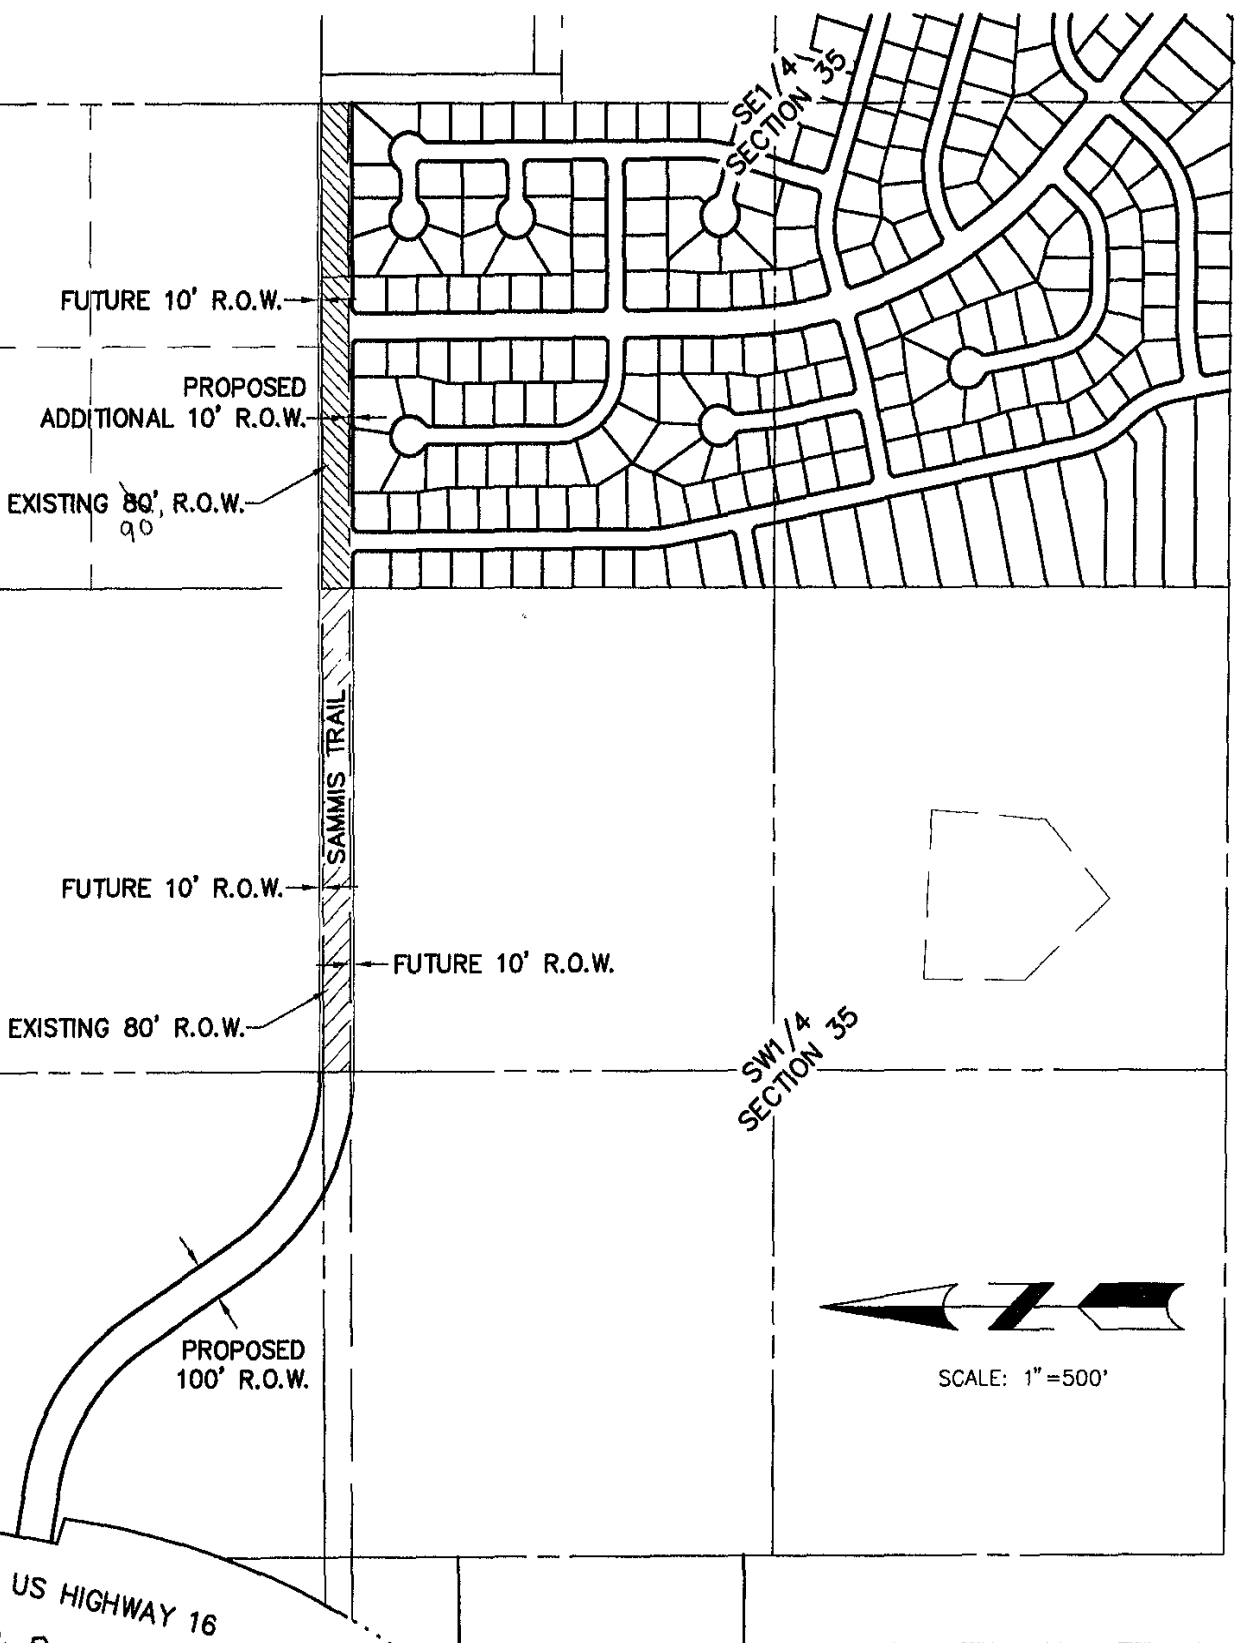 SE1/4
SECTION 35
FUTURE 10' R.O.W.
PROPOSED
ADDITIONAL 10' R.O.W.
EXISTING 80', R.O.W.
90
SAMMIS TRAIL
FUTURE 10' R.O.W.
FUTURE 10' R.O.W.
EXISTING 80' R.O.W.
SW1/4
SECTION 35
PROPOSED
100' R.O.W.
SCALE: 1"=500'
US HIGHWAY 16